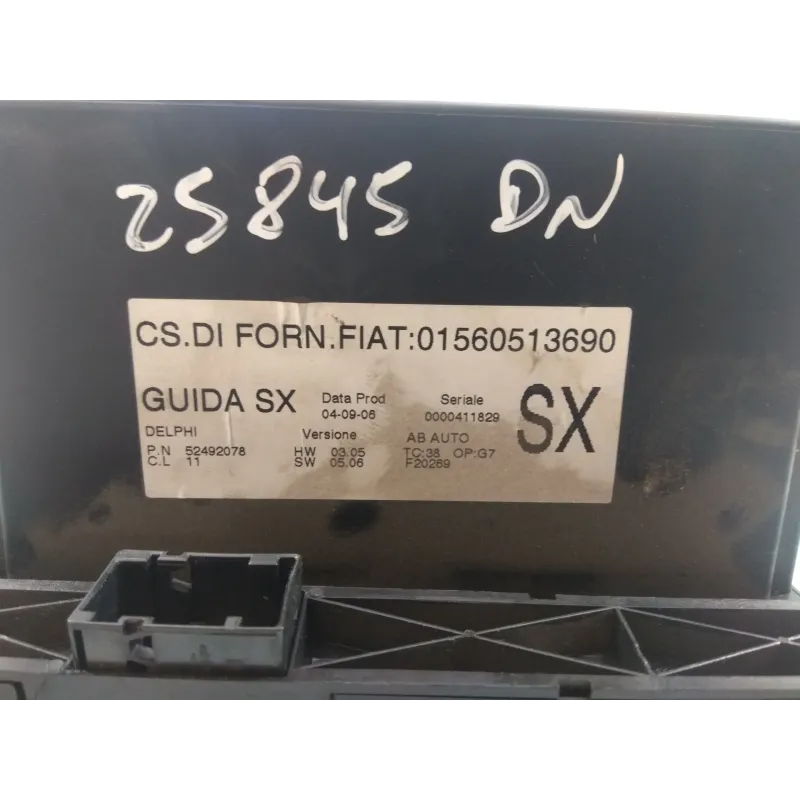 25845 DN
CS.DI FORN.FIAT:01560513690
GUIDA SX Data Prod Seriale SX
04-09-06 0000411829
DELPHI Versione AB AUTO
P.N 52492078 HW 03.05 TC:38 OP:G7
C.L 11 SW 05.06 F20269